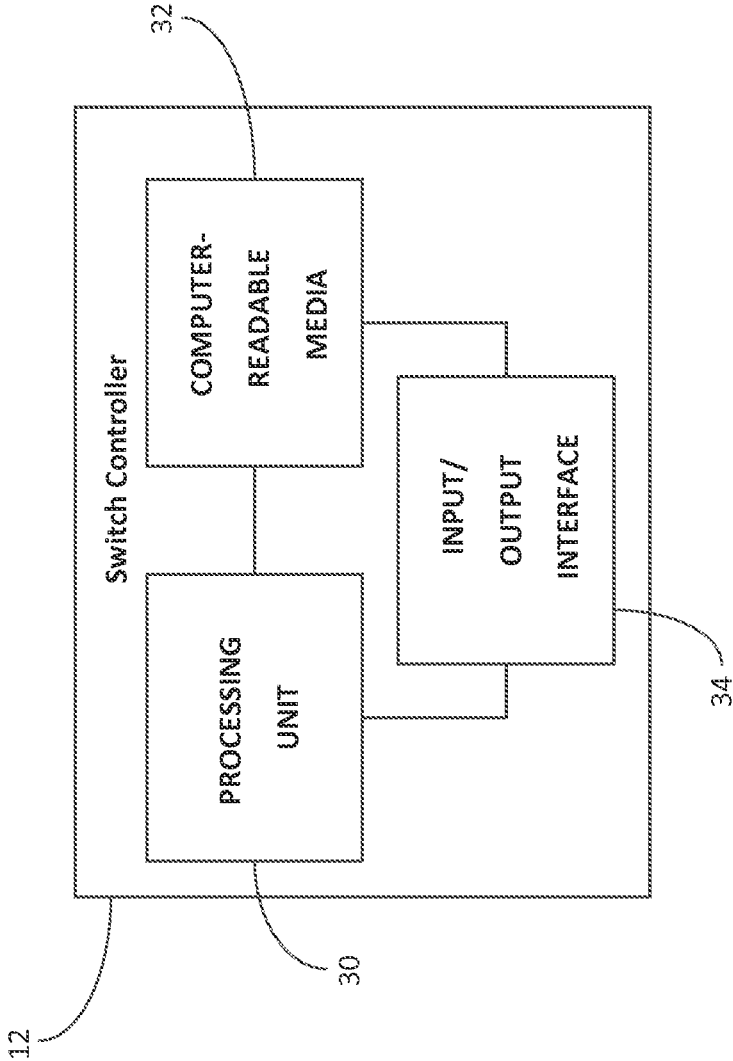 12
Switch Controller
30
PROCESSING
UNIT
COMPUTER-
READABLE
MEDIA
32
INPUT/
OUTPUT
INTERFACE
34